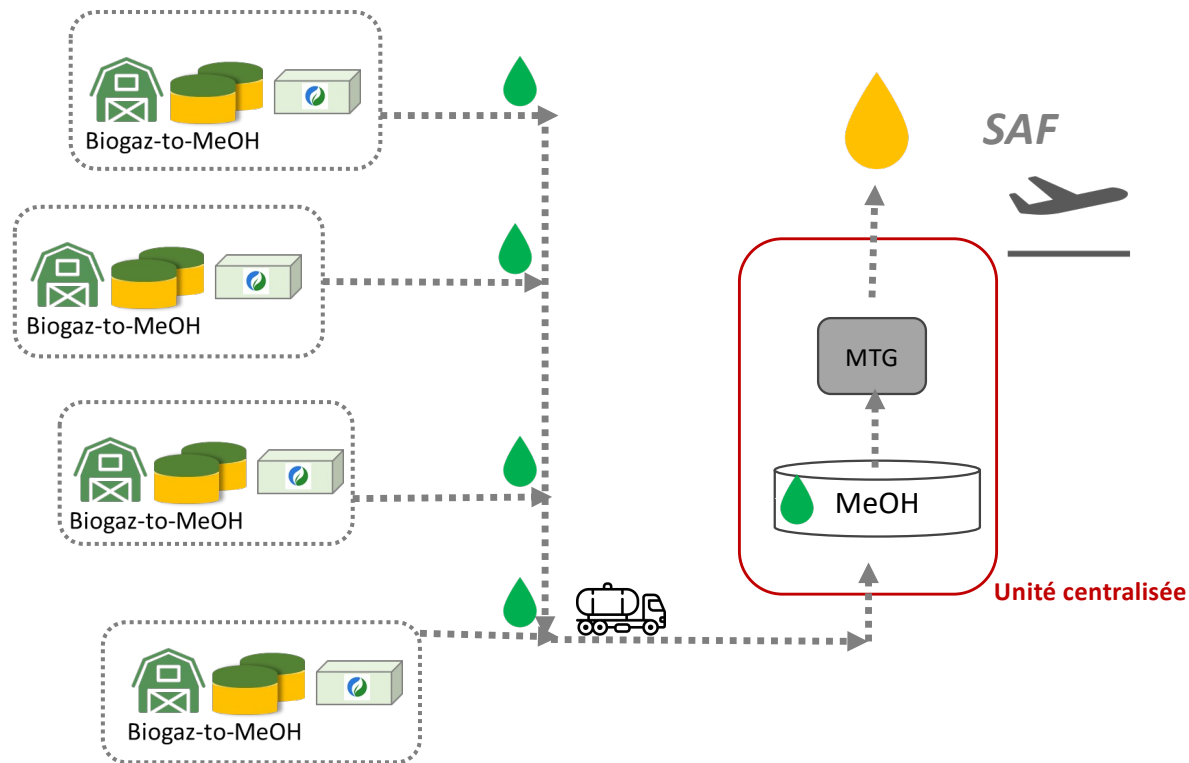 Biogaz-to-MeOH
SAF
Biogaz-to-MeOH
MTG
Biogaz-to-MeOH
MeOH
Unité centralisée
Biogaz-to-MeOH